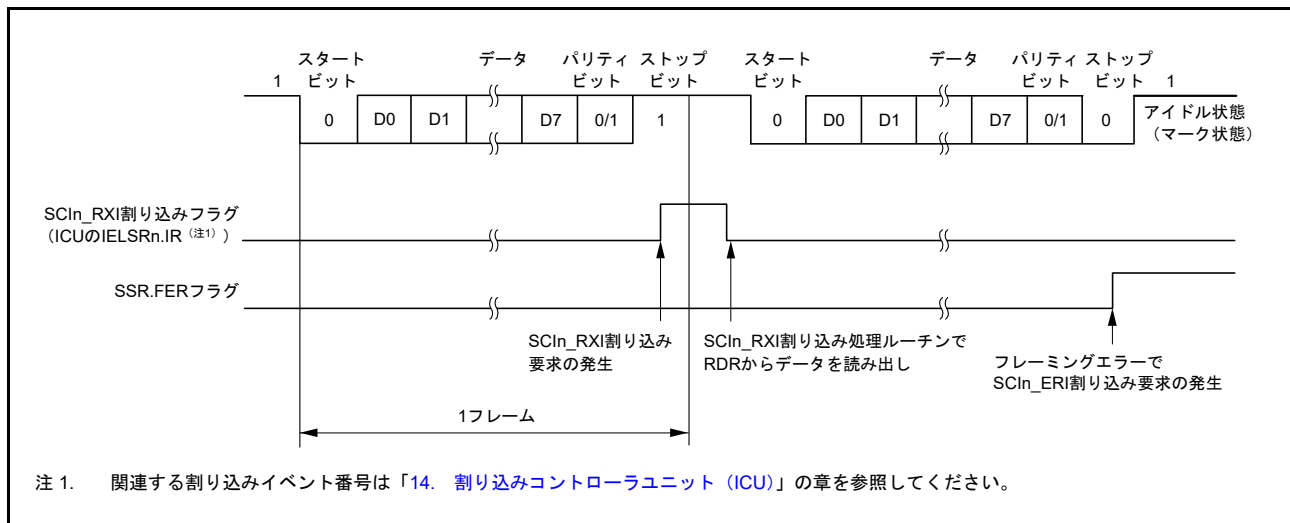 スタート
ビット
データ
パリティ
ビット
ストップ
ビット
スタート
ビット
データ
パリティ
ビット
ストップ
ビット
1
0
D0
D1
D7
0/1
1
0
D0
D1
D7
0/1
0
1
アイドル状態
(マーク状態)
SCIn_RXI割り込みフラグ
(ICUのIELSRn.IR (注1) )
SSR.FERフラグ
SCIn_RXI割り込み
要求の発生
SCIn_RXI割り込み処理ルーチンで
RDRからデータを読み出し
フレーミングエラーで
SCIn_ERI割り込み要求の発生
1フレーム
注 1. 関連する割り込みイベント番号は「14. 割り込みコントローラユニット(ICU)」の章を参照してください。